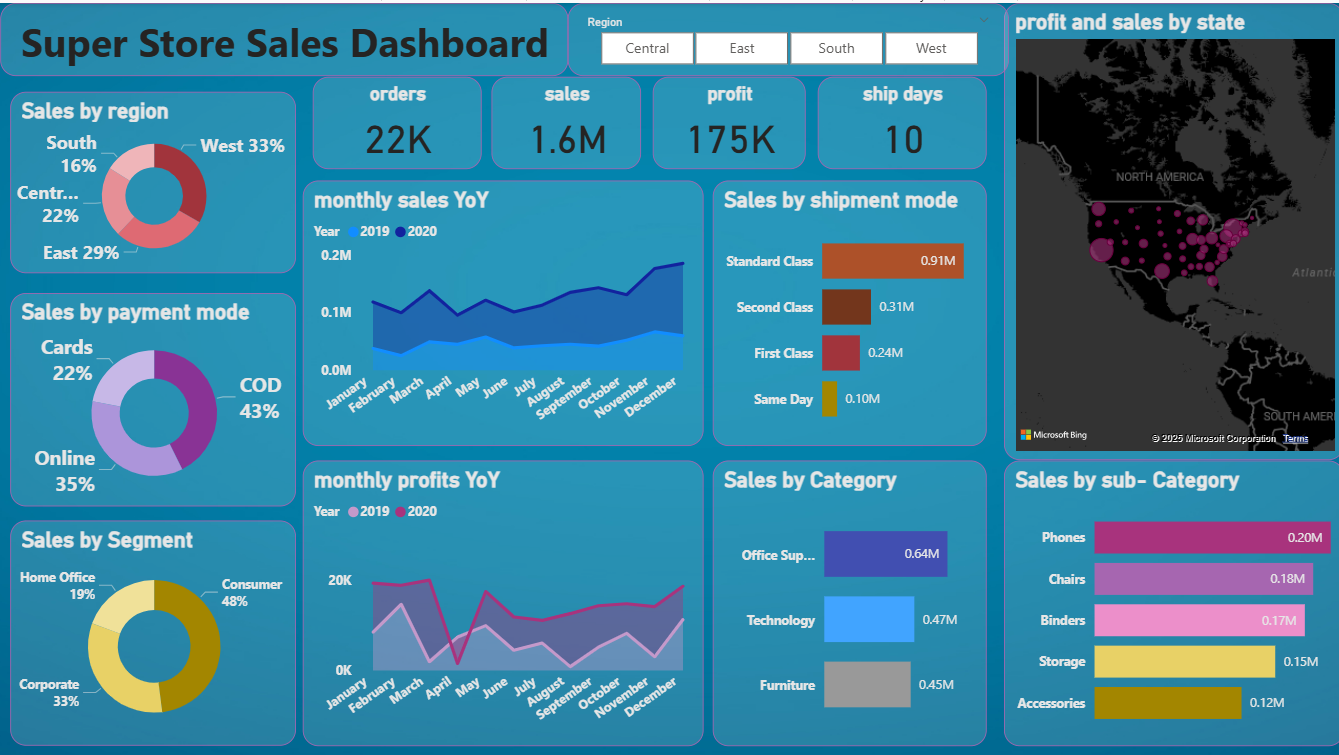 Super Store Sales Dashboard
Region
Central
East
South
West
profit and sales by state
orders
22K
sales
1.6M
profit
175K
ship days
10
Sales by region
South
16%
West 33%
Centr...
22%
East 29%
monthly sales YoY
Year 2019 2020
0.2M
0.1M
0.0M
January
February
March
April
May
June
July
August
September
October
November
December
Sales by shipment mode
Standard Class 0.91M
Second Class 0.31M
First Class 0.24M
Same Day 0.10M
NORTH AMERICA
Atlantic
SOUTH AMER
Microsoft Bing
© 2025 Microsoft Corporation Terms
Sales by payment mode
Cards
22%
COD
43%
Online
35%
Sales by Segment
Home Office
19%
Consumer
48%
Corporate
33%
monthly profits YoY
Year 2019 2020
20K
0K
January
February
March
April
May
June
July
August
September
October
November
December
Sales by Category
Office Sup... 0.64M
Technology 0.47M
Furniture 0.45M
Sales by sub- Category
Phones 0.20M
Chairs 0.18M
Binders 0.17M
Storage 0.15M
Accessories 0.12M